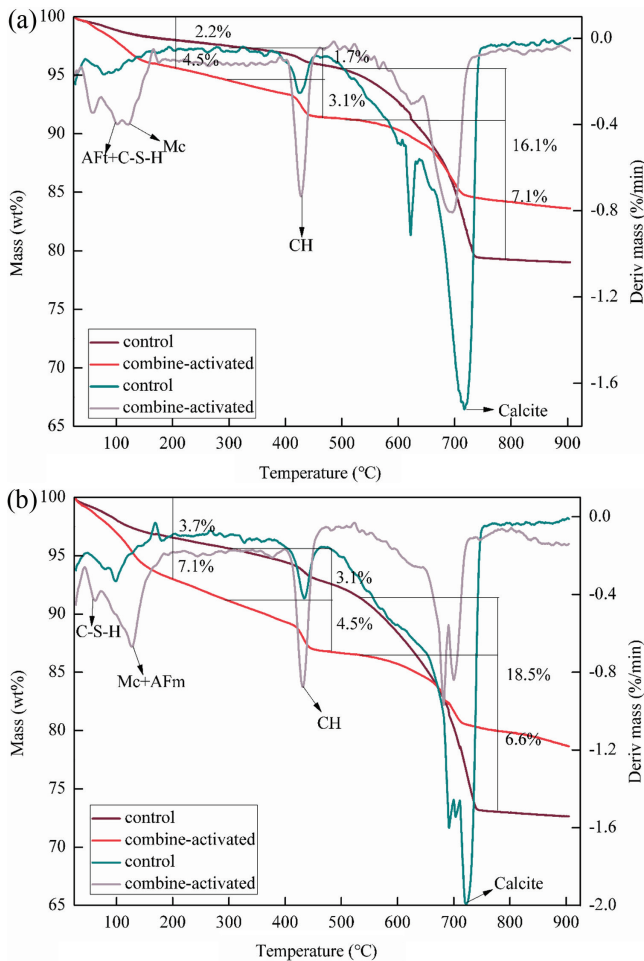 (a)
100
95
90
85
80
75
70
65
Mass (wt%)
2.2%
4.5%
1.7%
3.1%
16.1%
7.1%
AFt+C-S-H
Mc
CH
Calcite
control
combine-activated
control
combine-activated
0.0
-0.4
-0.8
-1.2
-1.6
Deriv mass (%/min)
100 200 300 400 500 600 700 800 900
Temperature (℃)
(b)
100
95
90
85
80
75
70
65
Mass (wt%)
3.7%
7.1%
3.1%
4.5%
18.5%
6.6%
C-S-H
Mc+AFm
CH
Calcite
control
combine-activated
control
combine-activated
0.0
-0.4
-0.8
-1.2
-1.6
-2.0
Deriv mass (%/min)
100 200 300 400 500 600 700 800 900
Temperature (℃)